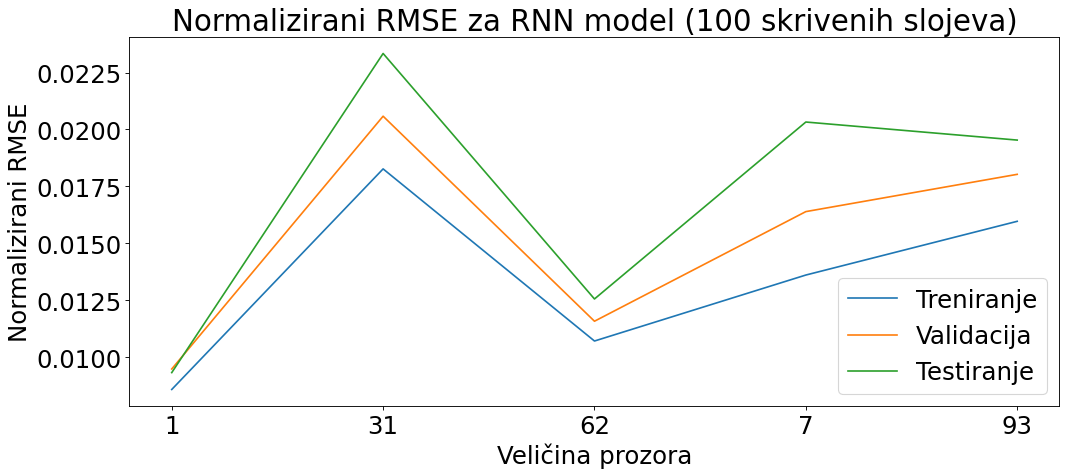 Normalizirani RMSE za RNN model (100 skrivenih slojeva)
Normalizirani RMSE
0.0225
0.0200
0.0175
0.0150
0.0125
0.0100
Treniranje
Validacija
Testiranje
1 31 62 7 93
Veličina prozora